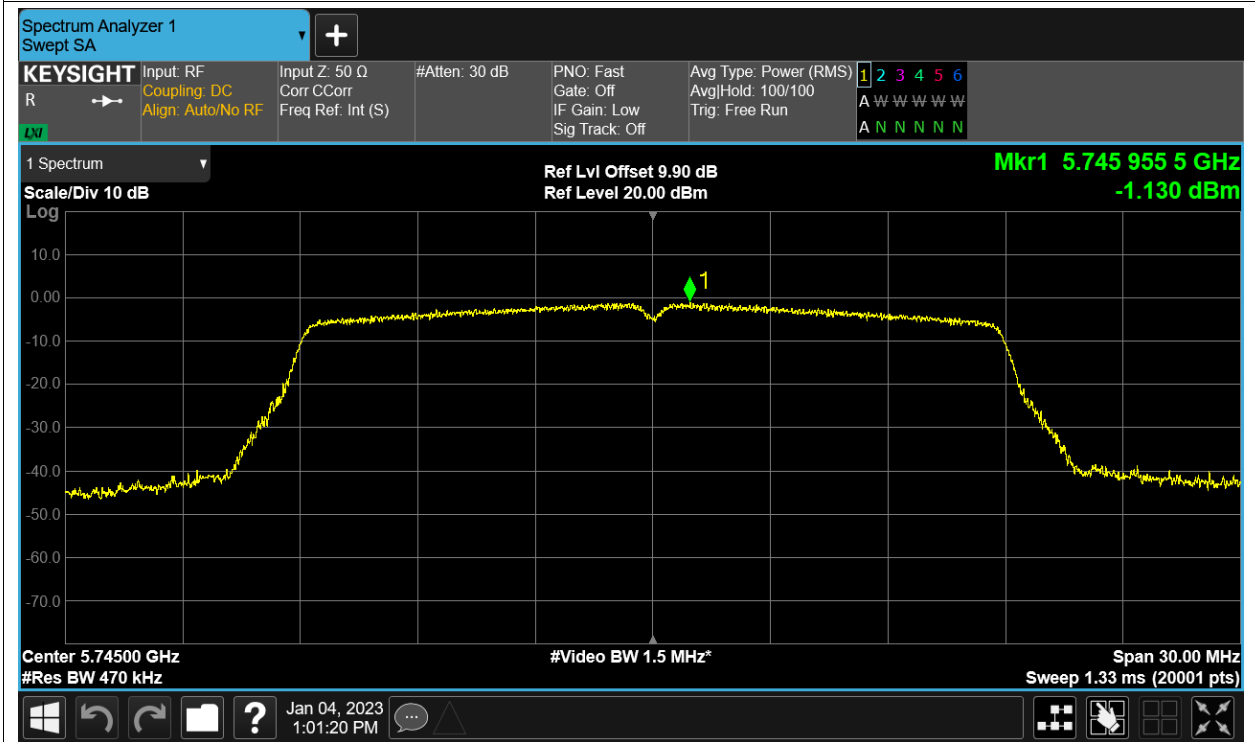 Spectrum Analyzer 1
Swept SA
+
KEYSIGHT
R
LXI
Input: RF
Coupling: DC
Align: Auto/No RF
Input Z: 50 Ω
Corr CCorr
Freq Ref: Int (S)
#Atten: 30 dB
PNO: Fast
Gate: Off
IF Gain: Low
Sig Track: Off
Avg Type: Power (RMS)
Avg|Hold: 100/100
Trig: Free Run
1 2 3 4 5 6
A W W W W W
A N N N N N
1 Spectrum
Scale/Div 10 dB
Log
Ref Lvl Offset 9.90 dB
Ref Level 20.00 dBm
Mkr1 5.745 955 5 GHz
-1.130 dBm
1
10.0
0.00
-10.0
-20.0
-30.0
-40.0
-50.0
-60.0
-70.0
Center 5.74500 GHz
#Res BW 470 kHz
#Video BW 1.5 MHz*
Span 30.00 MHz
Sweep 1.33 ms (20001 pts)
?
Jan 04, 2023
1:01:20 PM